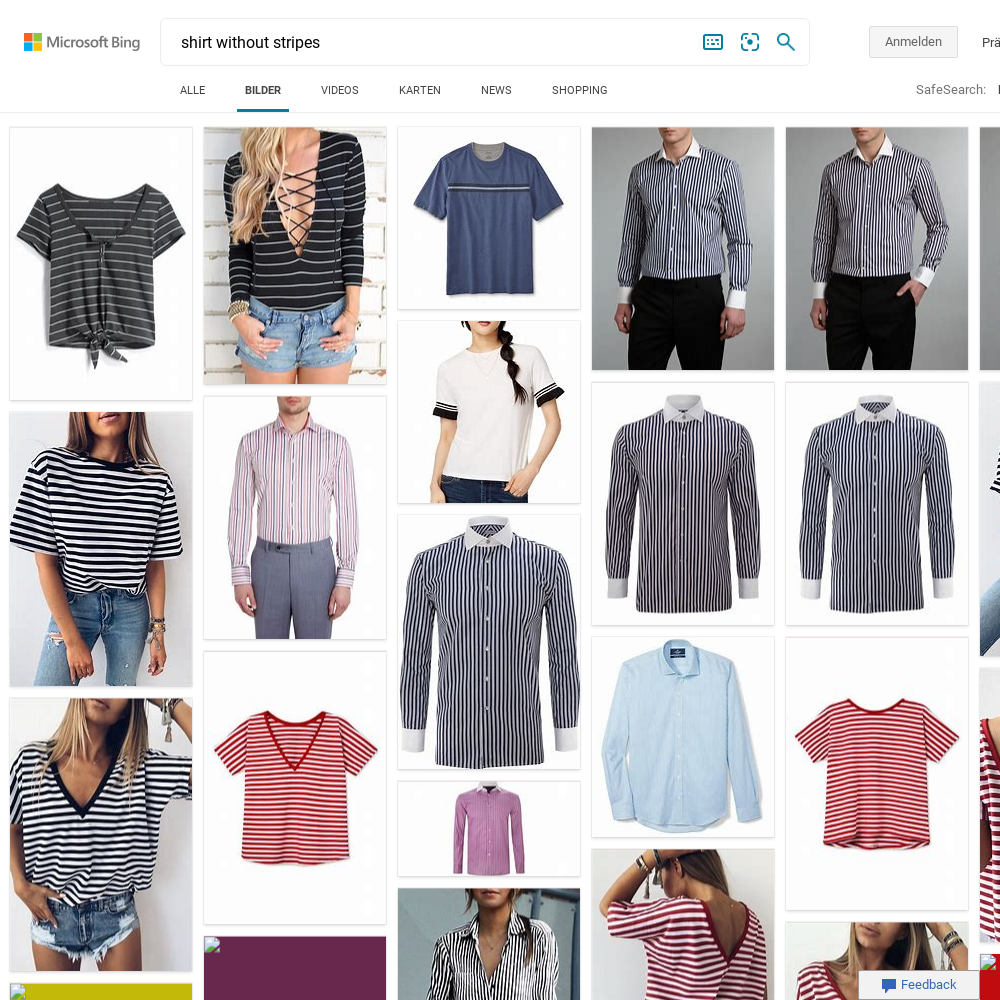 Microsoft Bing
shirt without stripes
Anmelden
Prä
ALLE
BILDER
VIDEOS
KARTEN
NEWS
SHOPPING
SafeSearch:
Feedback